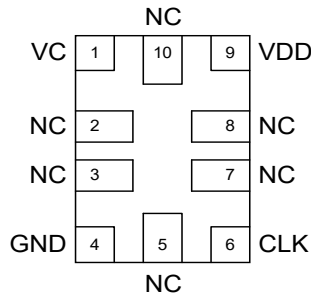 NC
VC 1 10 9 VDD
NC 2 8 NC
NC 3 7 NC
GND 4 5 6 CLK
NC